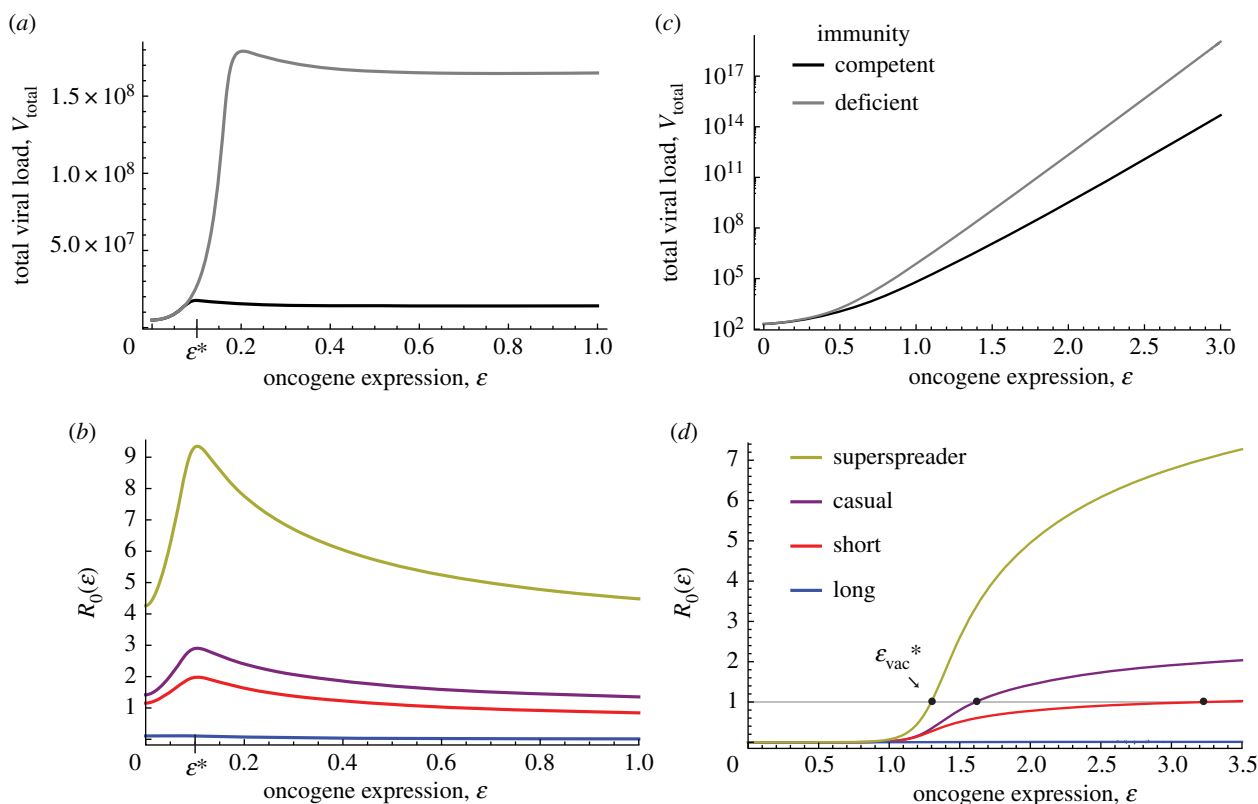 (a)
total viral load, V_total
1.5 × 10^8
1.0 × 10^8
5.0 × 10^7
0 ε* 0.2 0.4 0.6 0.8 1.0
oncogene expression, ε
(c)
immunity
competent
deficient
total viral load, V_total
10^17
10^14
10^11
10^8
10^5
10^2
0 0.5 1.0 1.5 2.0 2.5 3.0
oncogene expression, ε
(b)
R_0(ε)
9
8
7
6
5
4
3
2
1
0 ε* 0.2 0.4 0.6 0.8 1.0
oncogene expression, ε
(d)
superspreader
casual
short
long
R_0(ε)
7
6
5
4
3
2
1
ε_vac*
0 0.5 1.0 1.5 2.0 2.5 3.0 3.5
oncogene expression, ε